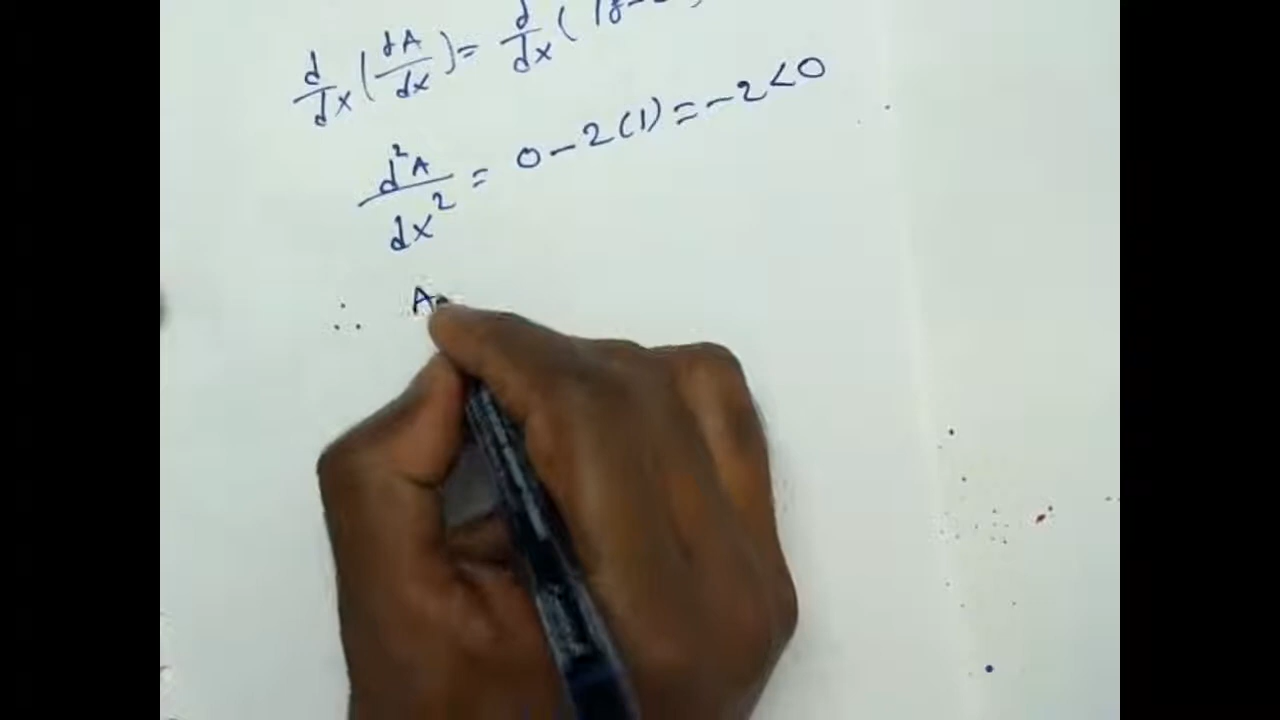 d/dx (dA/dx) = d/dx (
d²A/dx² = 0 - 2(1) = -2 < 0
∴ A